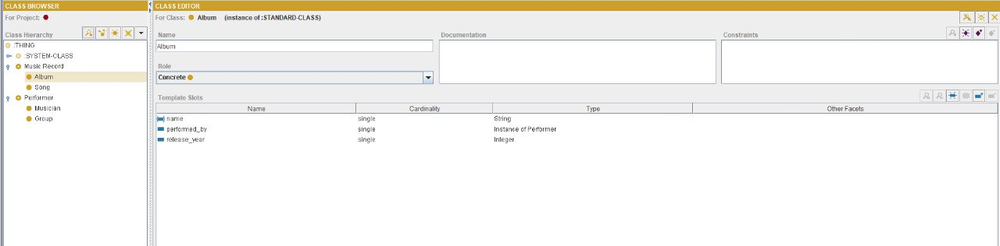 CLASS BROWSER
For Project:
Class Hierarchy
:THING
:SYSTEM-CLASS
Music Record
Album
Song
Performer
Musician
Group
CLASS EDITOR
For Class: Album (instance of :STANDARD-CLASS)
Name Documentation Constraints
Album
Role
Concrete
Template Slots
Name Cardinality Type Other Facets
name single String
performed_by single Instance of Performer
release_year single Integer